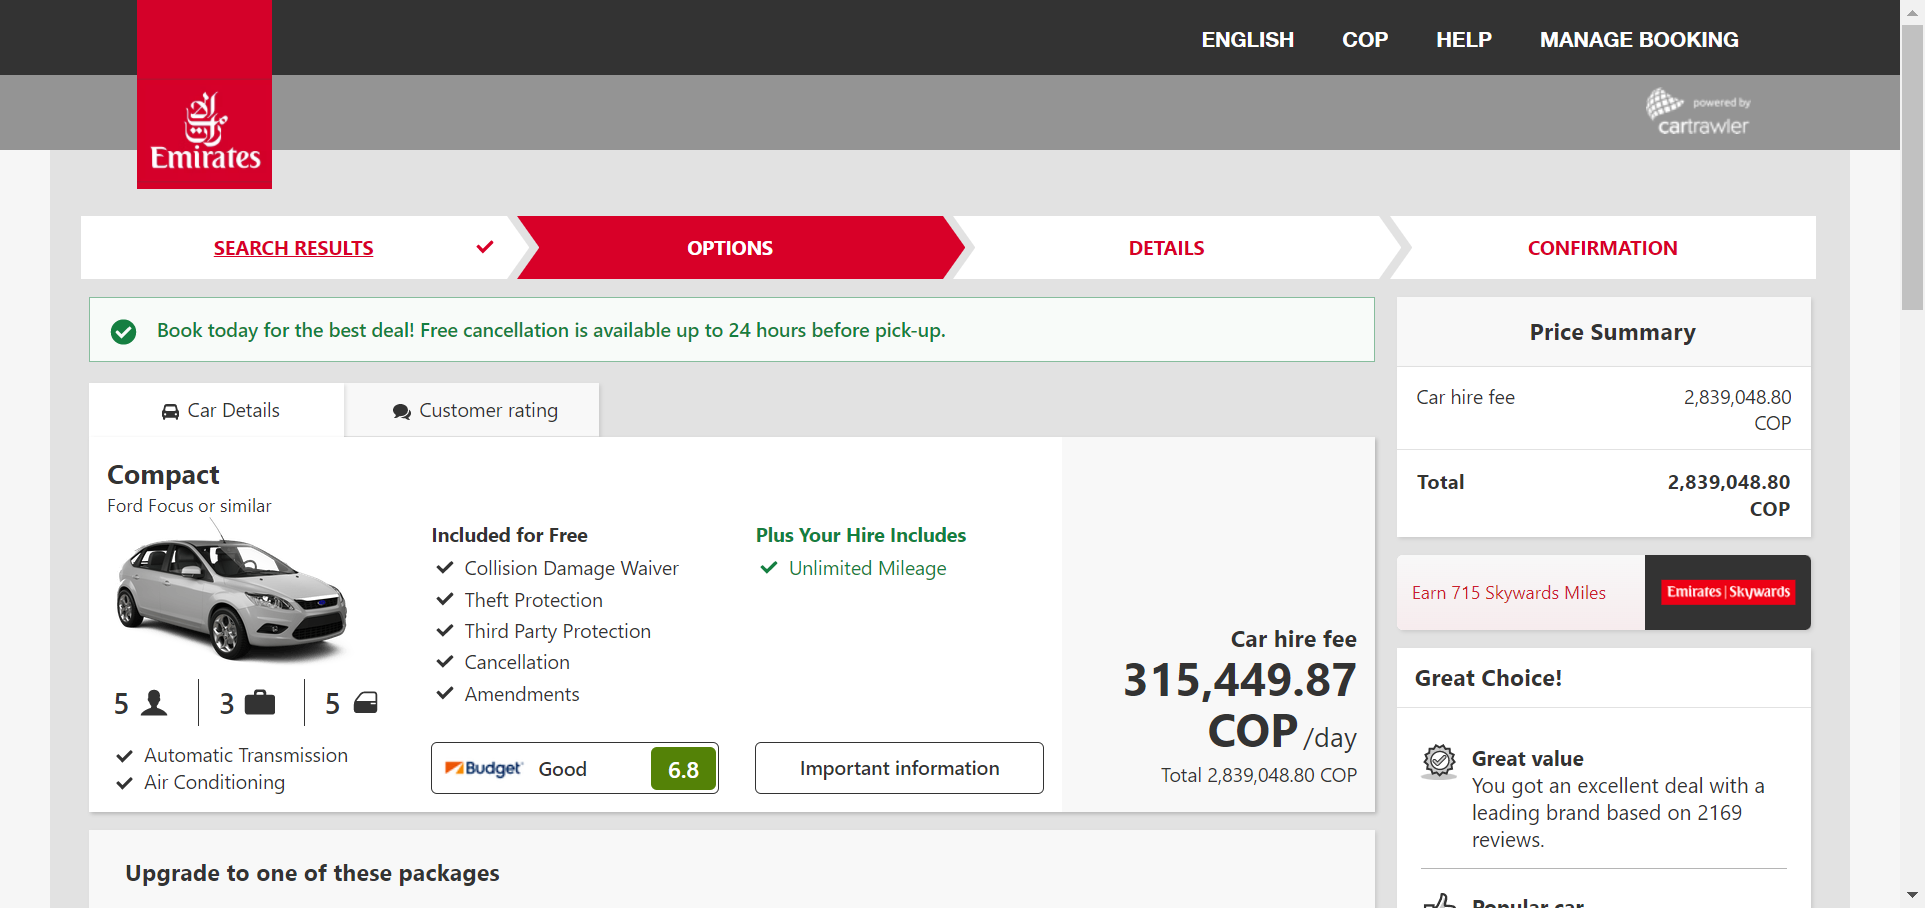 ENGLISH
COP
HELP
MANAGE BOOKING
Emirates
powered by
cartrawler
SEARCH RESULTS
OPTIONS
DETAILS
CONFIRMATION
Book today for the best deal! Free cancellation is available up to 24 hours before pick-up.
Car Details
Customer rating
Compact
Ford Focus or similar
5
3
5
Automatic Transmission
Air Conditioning
Included for Free
Collision Damage Waiver
Theft Protection
Third Party Protection
Cancellation
Amendments
Budget
Good
6.8
Plus Your Hire Includes
Unlimited Mileage
Important information
Car hire fee
315,449.87
COP /day
Total 2,839,048.80 COP
Upgrade to one of these packages
Price Summary
Car hire fee
2,839,048.80
COP
Total
2,839,048.80
COP
Earn 715 Skywards Miles
Emirates | Skywards
Great Choice!
Great value
You got an excellent deal with a
leading brand based on 2169
reviews.
Popular car